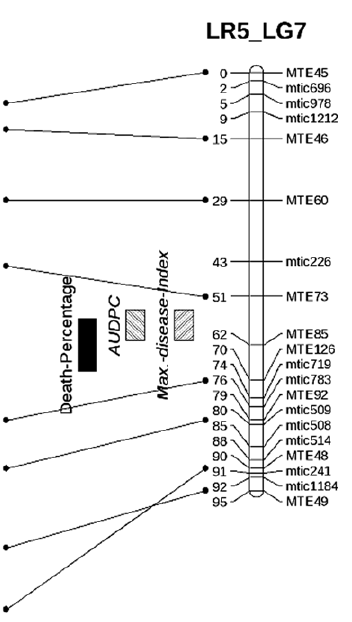 LR5_LG7
0 MTE45
2 mtic696
5 mtic978
9 mtic1212
15 MTE46
29 MTE60
43 mtic226
51 MTE73
62 MTE85
70 MTE126
74 mtic719
76 mtic783
79 MTE92
80 mtic509
85 mtic508
88 mtic514
90 MTE48
91 mtic241
92 mtic1184
95 MTE49
Death-Percentage
AUDPC
Max.-disease-Index